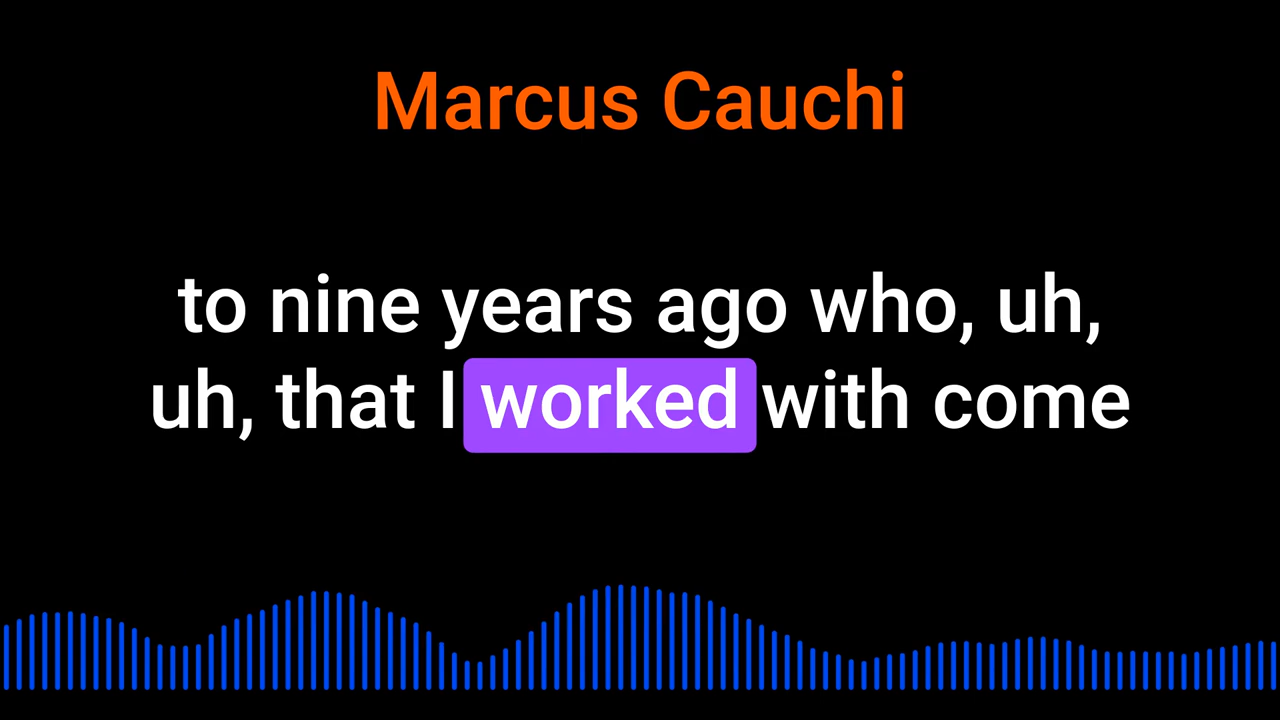 Marcus Cauchi
to nine years ago who, uh,
uh, that I worked with come